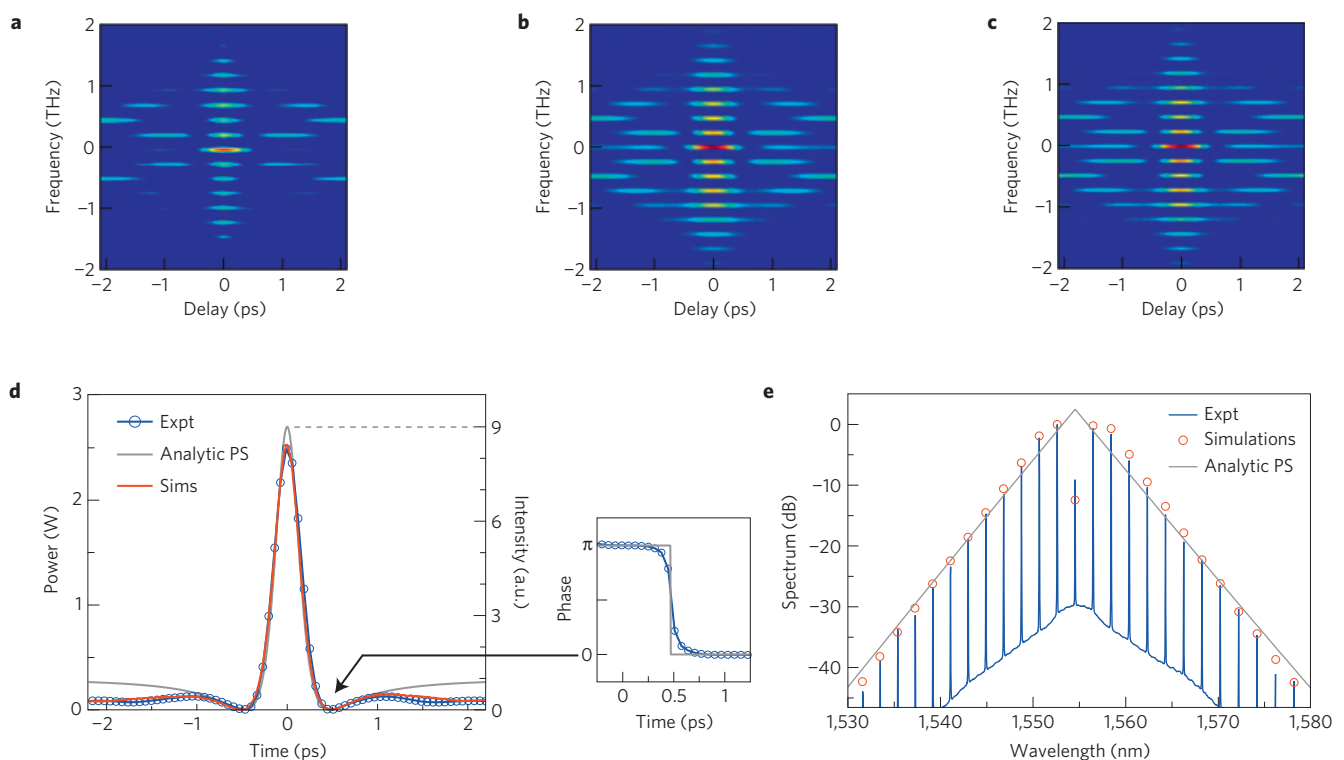 a
2
1
0
−1
−2
Frequency (THz)
−2
−1
0
1
2
Delay (ps)
b
2
1
0
−1
−2
Frequency (THz)
−2
−1
0
1
2
Delay (ps)
c
2
1
0
−1
−2
Frequency (THz)
−2
−1
0
1
2
Delay (ps)
d
3
2
1
0
Power (W)
Expt
Analytic PS
Sims
9
6
3
0
Intensity (a.u.)
−2
−1
0
1
2
Time (ps)
π
0
Phase
0
0.5
1
Time (ps)
e
0
−10
−20
−30
−40
Spectrum (dB)
Expt
Simulations
Analytic PS
1,530
1,540
1,550
1,560
1,570
1,580
Wavelength (nm)